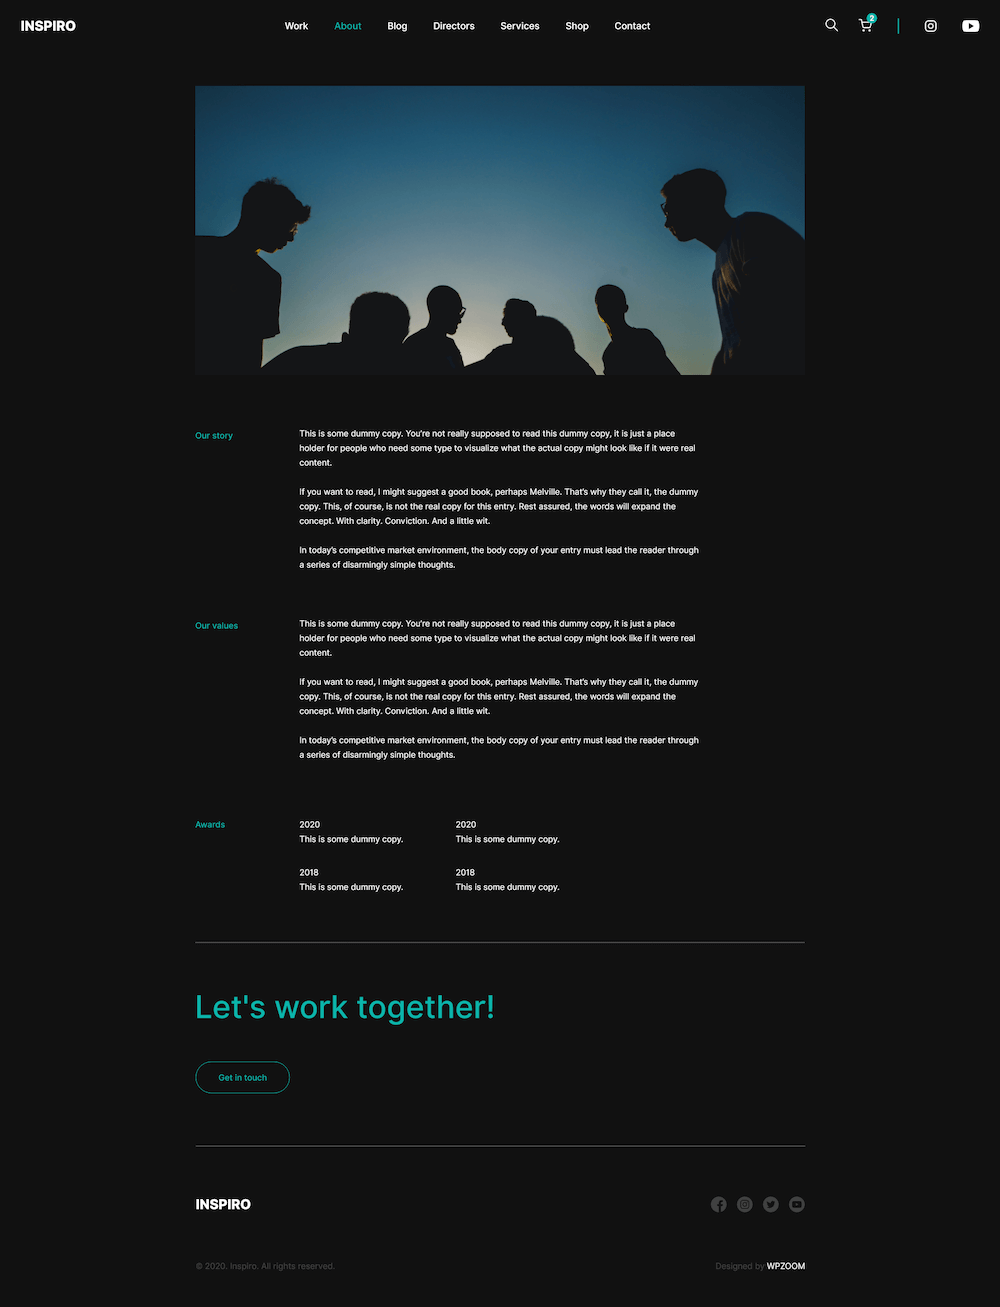 INSPIRO
Work About Blog Directors Services Shop Contact
2
Our story
This is some dummy copy. You're not really supposed to read this dummy copy, it is just a place
holder for people who need some type to visualize what the actual copy might look like if it were real
content.
If you want to read, I might suggest a good book, perhaps Melville. That's why they call it, the dummy
copy. This, of course, is not the real copy for this entry. Rest assured, the words will expand the
concept. With clarity. Conviction. And a little wit.
In today's competitive market environment, the body copy of your entry must lead the reader through
a series of disarmingly simple thoughts.
Our values
This is some dummy copy. You're not really supposed to read this dummy copy, it is just a place
holder for people who need some type to visualize what the actual copy might look like if it were real
content.
If you want to read, I might suggest a good book, perhaps Melville. That's why they call it, the dummy
copy. This, of course, is not the real copy for this entry. Rest assured, the words will expand the
concept. With clarity. Conviction. And a little wit.
In today's competitive market environment, the body copy of your entry must lead the reader through
a series of disarmingly simple thoughts.
Awards
2020 2020
This is some dummy copy. This is some dummy copy.
2018 2018
This is some dummy copy. This is some dummy copy.
Let's work together!
Get in touch
INSPIRO
© 2020. Inspiro. All rights reserved. Designed by WPZOOM